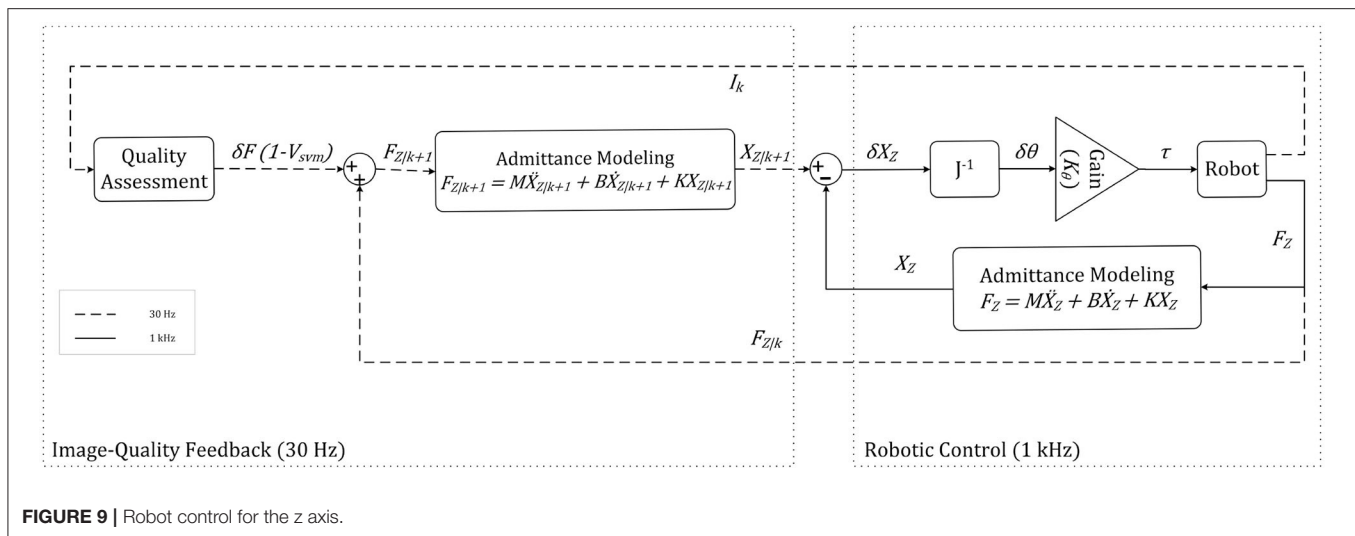 I_k
Quality
Assessment
δF (1-V_svm)
+
+
F_Z|k+1
Admittance Modeling
F_Z|k+1 = MẌ_Z|k+1 + BẊ_Z|k+1 + KX_Z|k+1
X_Z|k+1
+
−
δX_Z
J⁻¹
δθ
Gain
(K_θ)
τ
Robot
F_Z
X_Z
Admittance Modeling
F_Z = MẌ_Z + BẊ_Z + KX_Z
30 Hz
1 kHz
F_Z|k
Image-Quality Feedback (30 Hz)
Robotic Control (1 kHz)
FIGURE 9 | Robot control for the z axis.